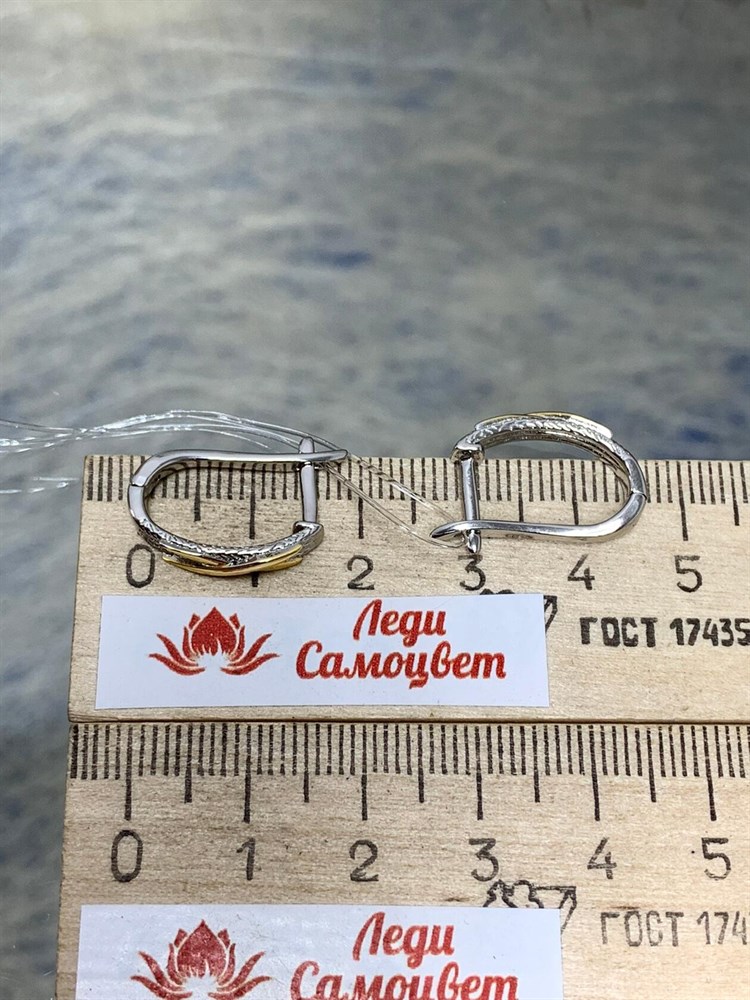 0 2 3 4 5
Леди
Самоцвет
ГОСТ 17435
0 1 2 3 4 5
Леди
Самоцвет
ГОСТ 174